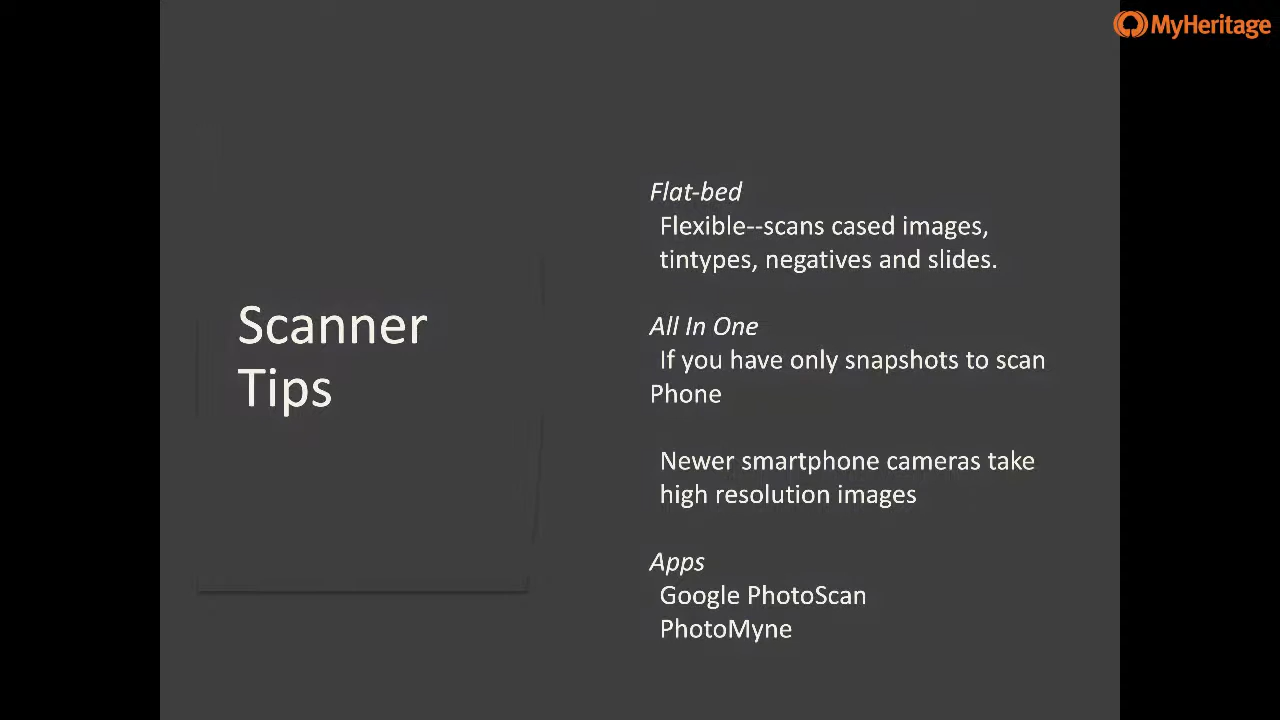 MyHeritage
Scanner
Tips
Flat-bed
Flexible--scans cased images,
tintypes, negatives and slides.
All In One
If you have only snapshots to scan
Phone
Newer smartphone cameras take
high resolution images
Apps
Google PhotoScan
PhotoMyne